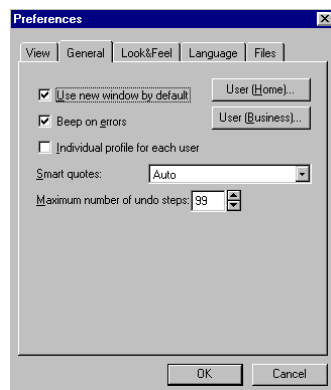 Preferences
View General Look&Feel Language Files
Use new window by default User (Home)...
Beep on errors User (Business)...
Individual profile for each user
Smart quotes: Auto
Maximum number of undo steps: 99
OK Cancel